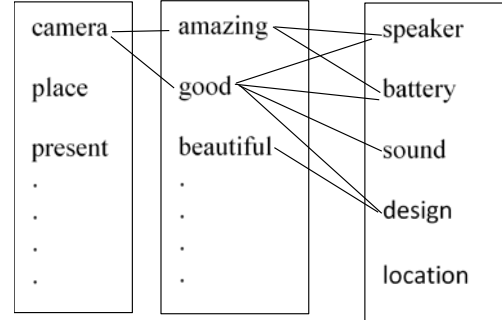 camera
place
present
.
.
.
.
amazing
good
beautiful
.
.
.
.
speaker
battery
sound
design
location